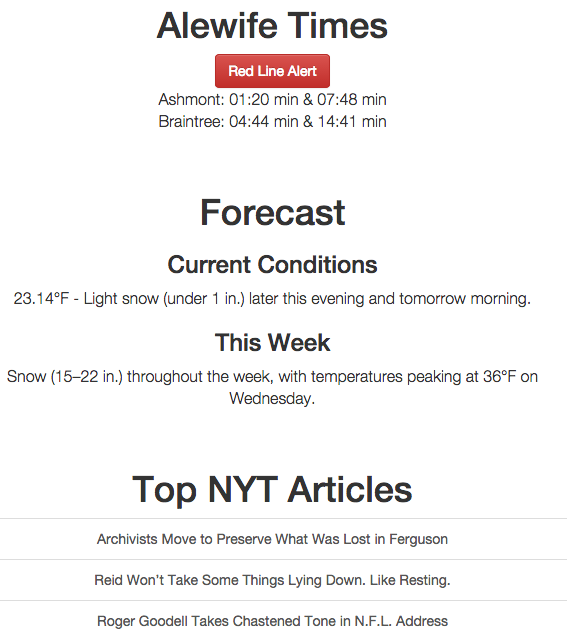 Alewife Times
Red Line Alert
Ashmont: 01:20 min & 07:48 min
Braintree: 04:44 min & 14:41 min
Forecast
Current Conditions
23.14°F - Light snow (under 1 in.) later this evening and tomorrow morning.
This Week
Snow (15–22 in.) throughout the week, with temperatures peaking at 36°F on
Wednesday.
Top NYT Articles
Archivists Move to Preserve What Was Lost in Ferguson
Reid Won’t Take Some Things Lying Down. Like Resting.
Roger Goodell Takes Chastened Tone in N.F.L. Address